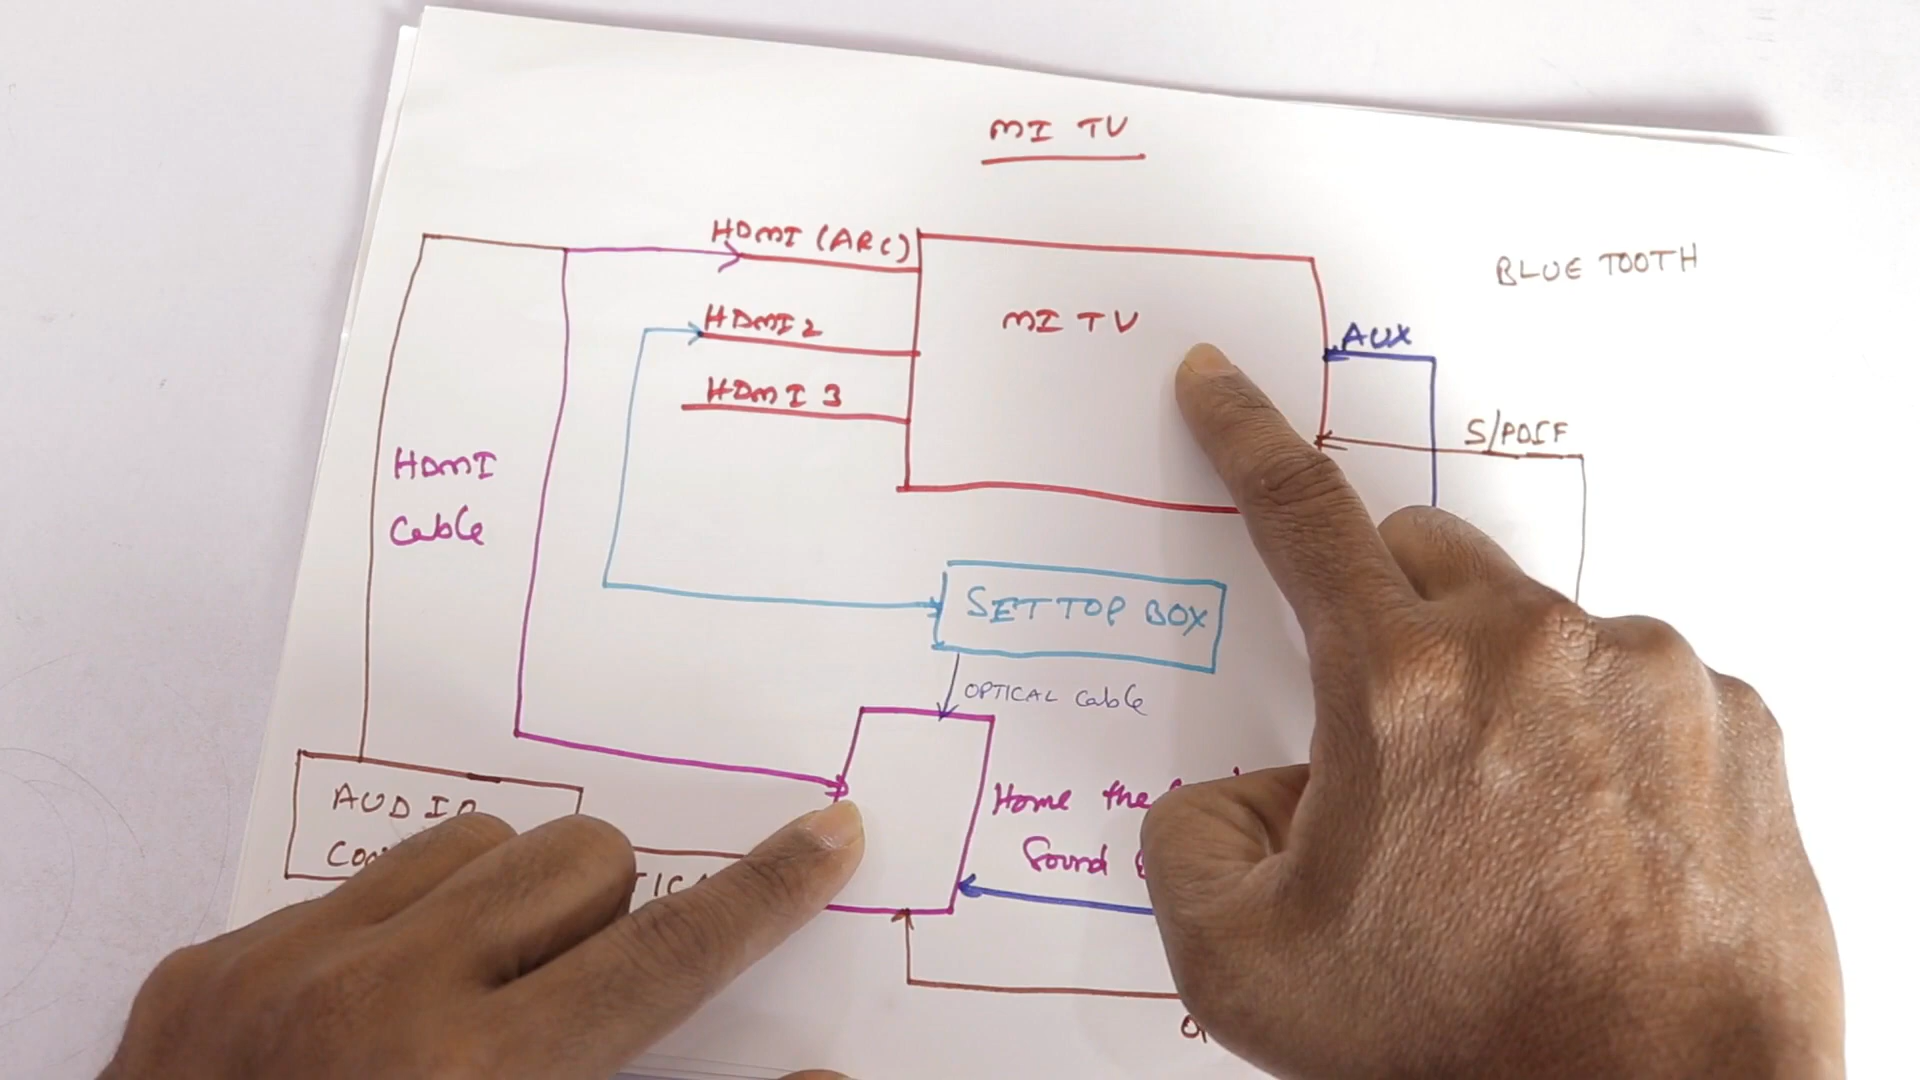 MI TV
HDMI (ARC)
BLUE TOOTH
HDMI 2
MI TV
AUX
HDMI 3
S/PDIF
HDMI
Cable
SET TOP BOX
OPTICAL Cable
AUDIO
Home the
Sound